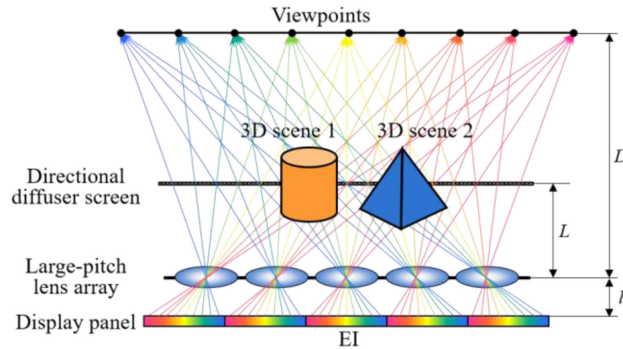 Viewpoints
3D scene 1
3D scene 2
Directional
diffuser screen
D
L
Large-pitch
lens array
l
Display panel
EI